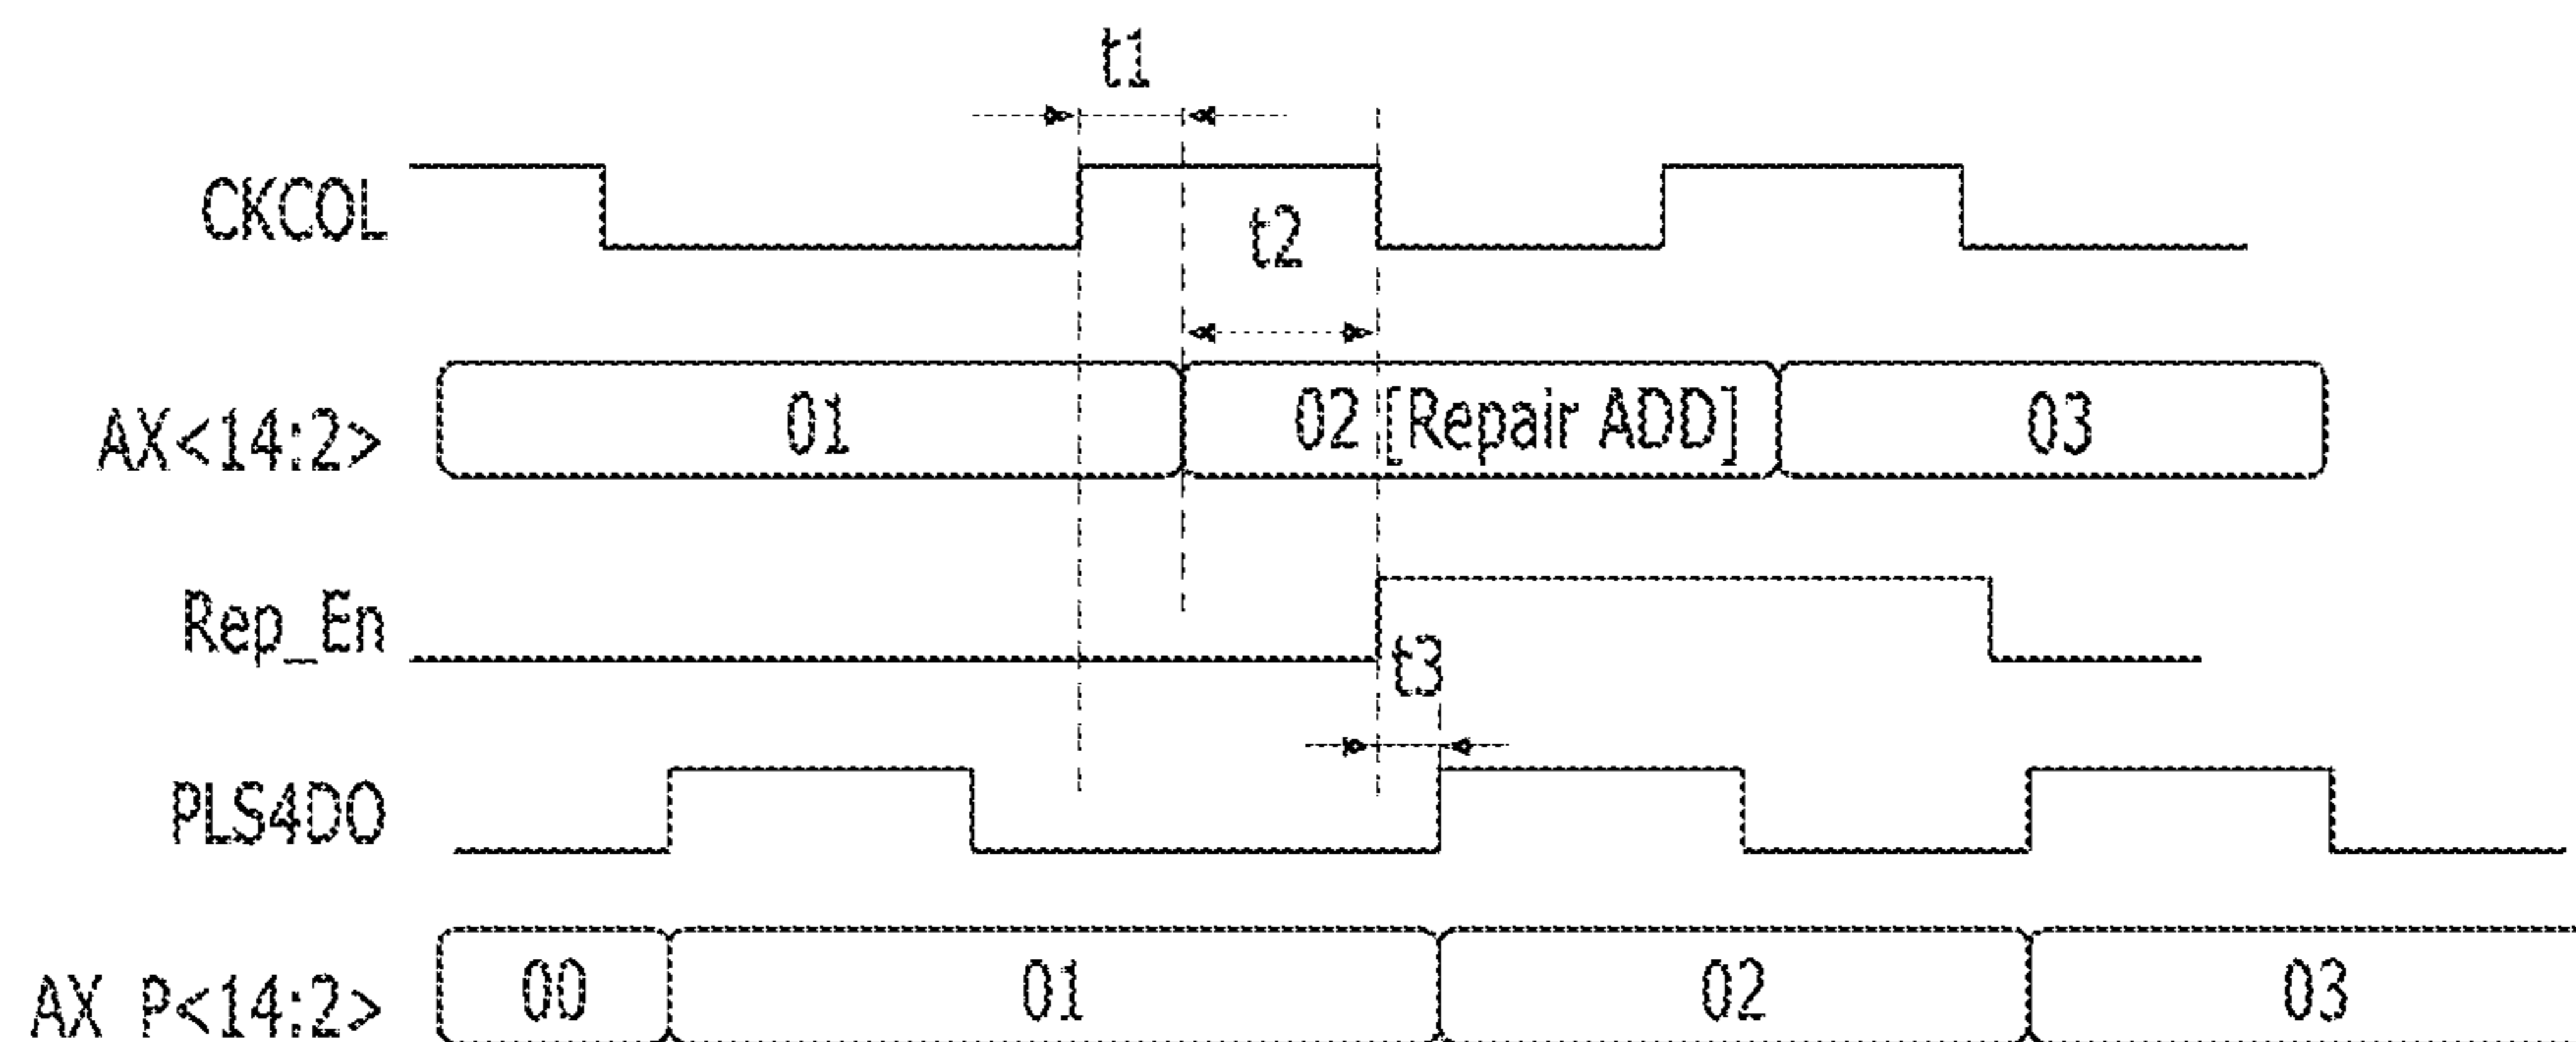 t1
CKCOL
t2
AX<14:2> 01 02 [Repair ADD] 03
Rep_En
t3
PLS4DO
AX P<14:2> 00 01 02 03